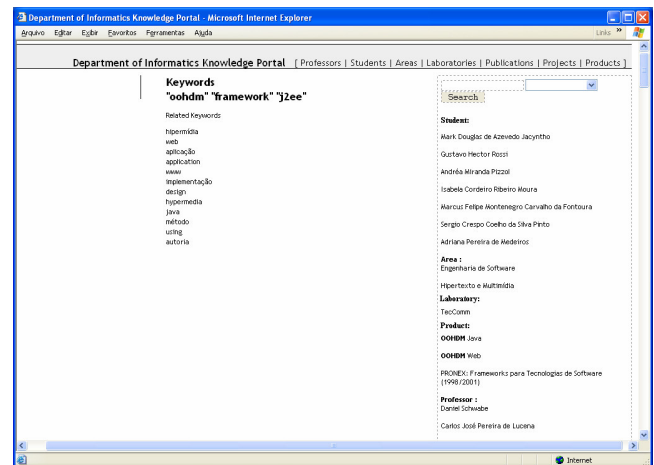 Department of Informatics Knowledge Portal - Microsoft Internet Explorer
Arquivo Editar Exibir Favoritos Ferramentas Ajuda Links »
Department of Informatics Knowledge Portal [ Professors | Students | Areas | Laboratories | Publications | Projects | Products ]
Keywords
"oohdm" "framework" "j2ee"
Related Keywords
hipermídia
web
aplicação
application
www
implementação
design
hypermedia
java
método
using
autoria
Search
Student:
Mark Douglas de Azevedo Jacyntho
Gustavo Hector Rossi
Andréa Miranda Pizzol
Isabela Cordeiro Ribeiro Moura
Marcus Felipe Montenegro Carvalho da Fontoura
Sergio Crespo Coelho da Silva Pinto
Adriana Pereira de Medeiros
Area :
Engenharia de Software
Hipertexto e Multimídia
Laboratory:
TecComm
Product:
OOHDM Java
OOHDM Web
PRONEX: Frameworks para Tecnologias de Software
(1998/2001)
Professor :
Daniel Schwabe
Carlos José Pereira de Lucena
Internet